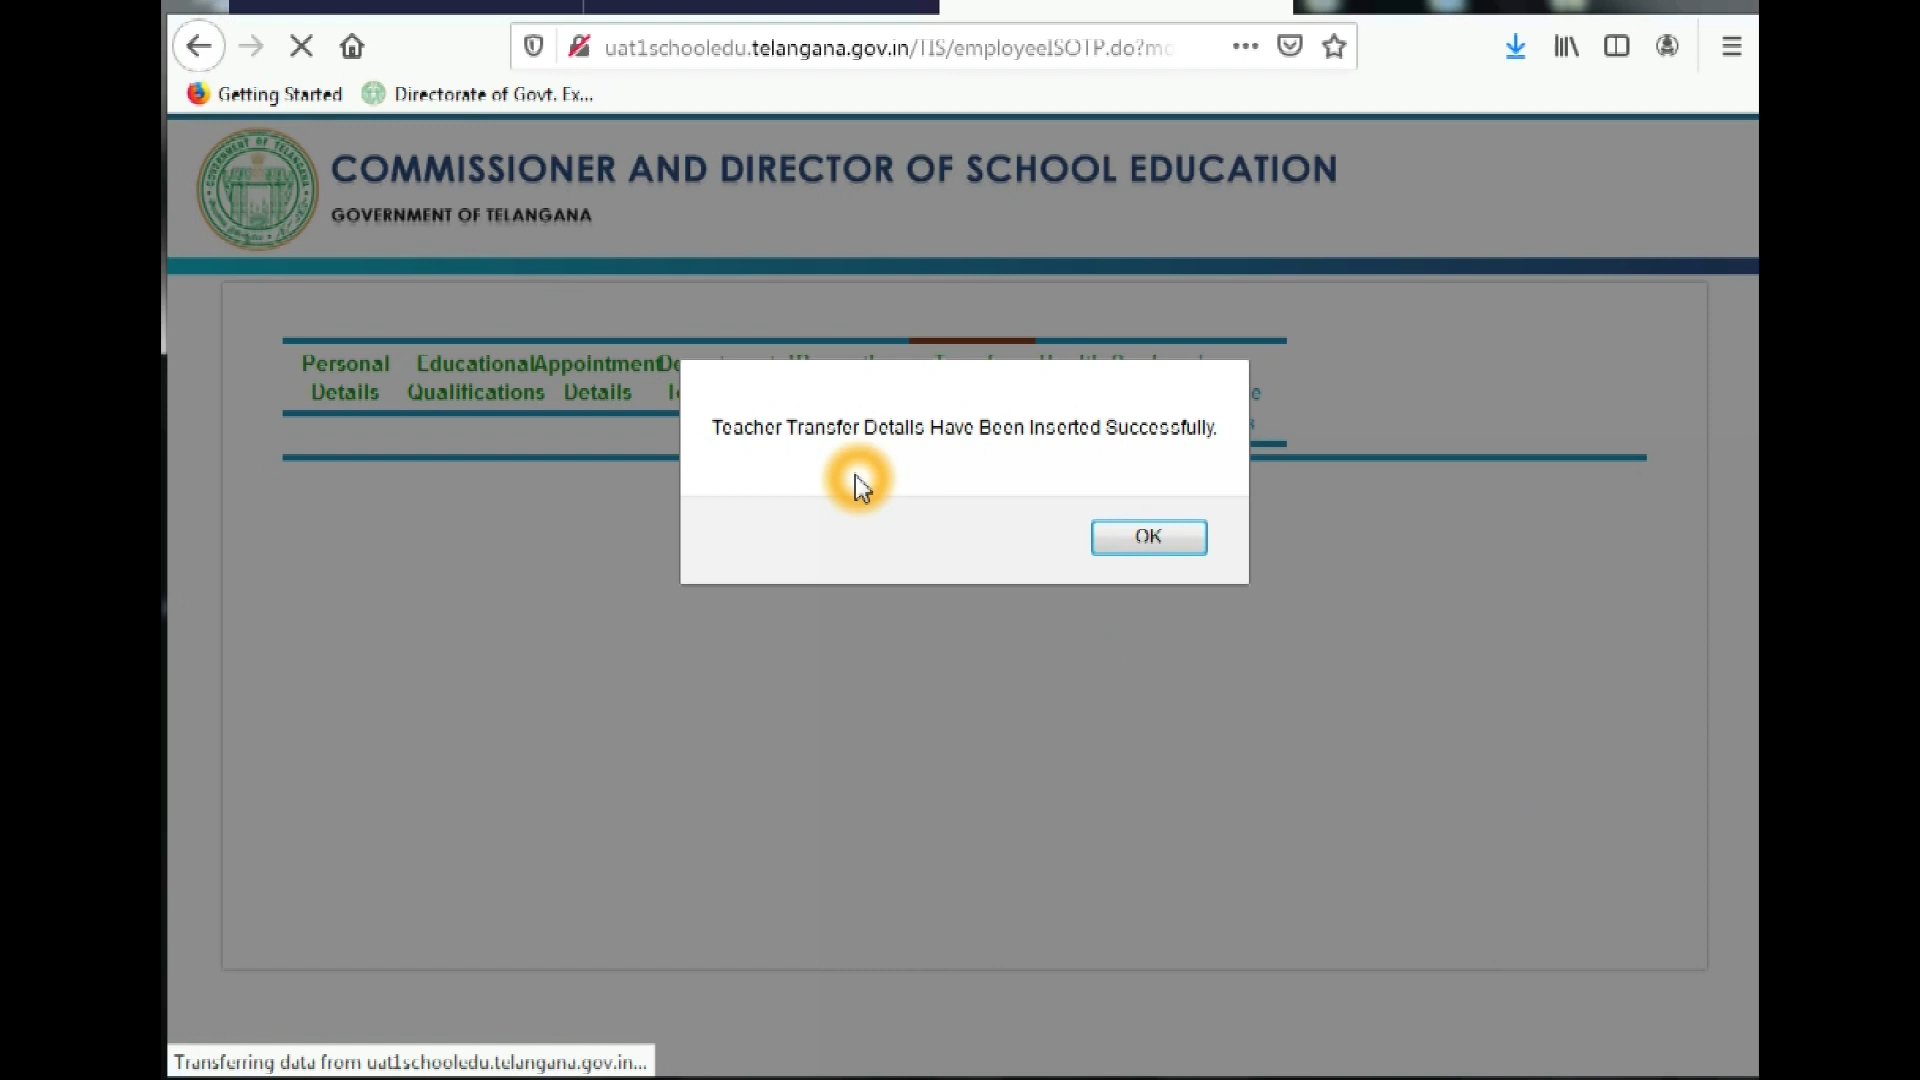 uat1schooledu.telangana.gov.in/TIS/employeeISOTP.do?mo
Getting Started
Directorate of Govt. Ex...
COMMISSIONER AND DIRECTOR OF SCHOOL EDUCATION
GOVERNMENT OF TELANGANA
Personal
Details
Educational
Qualifications
Appointment
Details
Teacher Transfer Details Have Been Inserted Successfully.
OK
Transferring data from uat1schooledu.telangana.gov.in...